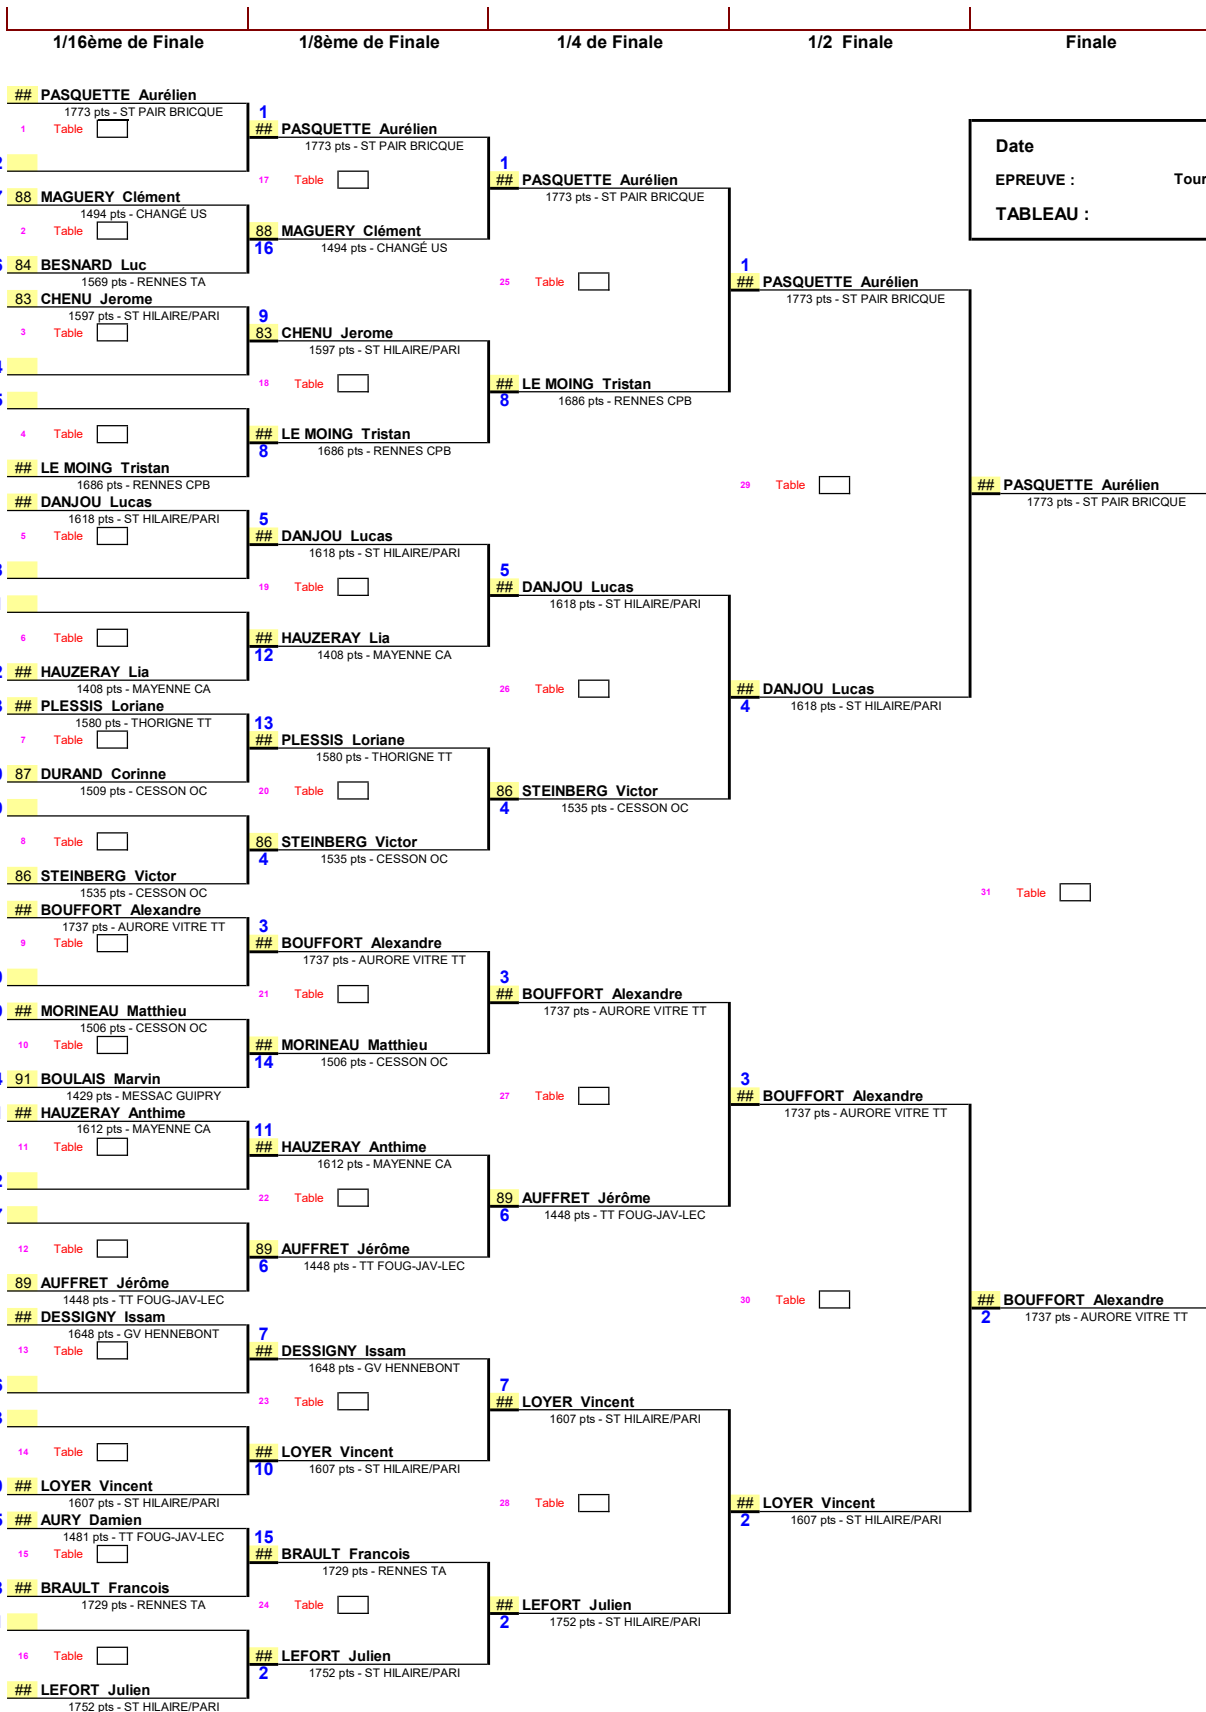 1/16ème de Finale
1/8ème de Finale
1/4 de Finale
1/2 Finale
Finale
Date
EPREUVE : Tour
TABLEAU :
## PASQUETTE Aurélien
1773 pts - ST PAIR BRICQUE
1 Table
88 MAGUERY Clément
1494 pts - CHANGÉ US
2 Table
84 BESNARD Luc
1569 pts - RENNES TA
83 CHENU Jerome
1597 pts - ST HILAIRE/PARI
3 Table
4 Table
## LE MOING Tristan
1686 pts - RENNES CPB
## DANJOU Lucas
1618 pts - ST HILAIRE/PARI
5 Table
6 Table
## HAUZERAY Lia
1408 pts - MAYENNE CA
## PLESSIS Loriane
1580 pts - THORIGNE TT
7 Table
87 DURAND Corinne
1509 pts - CESSON OC
8 Table
86 STEINBERG Victor
1535 pts - CESSON OC
## BOUFFORT Alexandre
1737 pts - AURORE VITRE TT
9 Table
## MORINEAU Matthieu
1506 pts - CESSON OC
10 Table
91 BOULAIS Marvin
1429 pts - MESSAC GUIPRY
## HAUZERAY Anthime
1612 pts - MAYENNE CA
11 Table
12 Table
89 AUFFRET Jérôme
1448 pts - TT FOUG-JAV-LEC
## DESSIGNY Issam
1648 pts - GV HENNEBONT
13 Table
14 Table
## LOYER Vincent
1607 pts - ST HILAIRE/PARI
## AURY Damien
1481 pts - TT FOUG-JAV-LEC
15 Table
## BRAULT Francois
1729 pts - RENNES TA
16 Table
## LEFORT Julien
1752 pts - ST HILAIRE/PARI
1
## PASQUETTE Aurélien
1773 pts - ST PAIR BRICQUE
17 Table
88 MAGUERY Clément
16 1494 pts - CHANGÉ US
9
83 CHENU Jerome
1597 pts - ST HILAIRE/PARI
18 Table
## LE MOING Tristan
8 1686 pts - RENNES CPB
5
## DANJOU Lucas
1618 pts - ST HILAIRE/PARI
19 Table
## HAUZERAY Lia
12 1408 pts - MAYENNE CA
13
## PLESSIS Loriane
1580 pts - THORIGNE TT
20 Table
86 STEINBERG Victor
4 1535 pts - CESSON OC
3
## BOUFFORT Alexandre
1737 pts - AURORE VITRE TT
21 Table
## MORINEAU Matthieu
14 1506 pts - CESSON OC
11
## HAUZERAY Anthime
1612 pts - MAYENNE CA
22 Table
89 AUFFRET Jérôme
6 1448 pts - TT FOUG-JAV-LEC
7
## DESSIGNY Issam
1648 pts - GV HENNEBONT
23 Table
## LOYER Vincent
10 1607 pts - ST HILAIRE/PARI
15
## BRAULT Francois
1729 pts - RENNES TA
24 Table
## LEFORT Julien
2 1752 pts - ST HILAIRE/PARI
1
## PASQUETTE Aurélien
1773 pts - ST PAIR BRICQUE
25 Table
## LE MOING Tristan
8 1686 pts - RENNES CPB
5
## DANJOU Lucas
1618 pts - ST HILAIRE/PARI
26 Table
86 STEINBERG Victor
4 1535 pts - CESSON OC
3
## BOUFFORT Alexandre
1737 pts - AURORE VITRE TT
27 Table
89 AUFFRET Jérôme
6 1448 pts - TT FOUG-JAV-LEC
7
## LOYER Vincent
1607 pts - ST HILAIRE/PARI
28 Table
## LEFORT Julien
2 1752 pts - ST HILAIRE/PARI
1
## PASQUETTE Aurélien
1773 pts - ST PAIR BRICQUE
29 Table
## DANJOU Lucas
4 1618 pts - ST HILAIRE/PARI
3
## BOUFFORT Alexandre
1737 pts - AURORE VITRE TT
30 Table
## LOYER Vincent
2 1607 pts - ST HILAIRE/PARI
## PASQUETTE Aurélien
1773 pts - ST PAIR BRICQUE
31 Table
## BOUFFORT Alexandre
2 1737 pts - AURORE VITRE TT